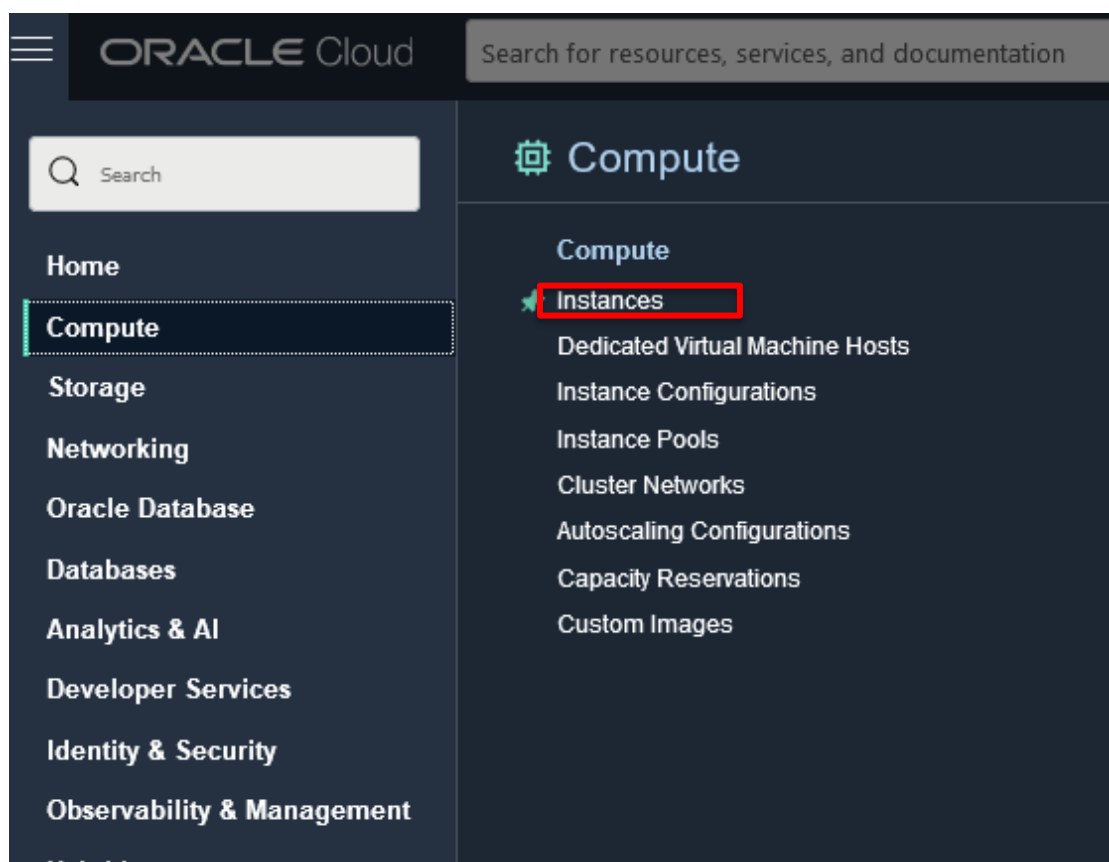 ORACLE Cloud
Search for resources, services, and documentation
Search
Home
Compute
Storage
Networking
Oracle Database
Databases
Analytics & AI
Developer Services
Identity & Security
Observability & Management
Compute
Compute
Instances
Dedicated Virtual Machine Hosts
Instance Configurations
Instance Pools
Cluster Networks
Autoscaling Configurations
Capacity Reservations
Custom Images